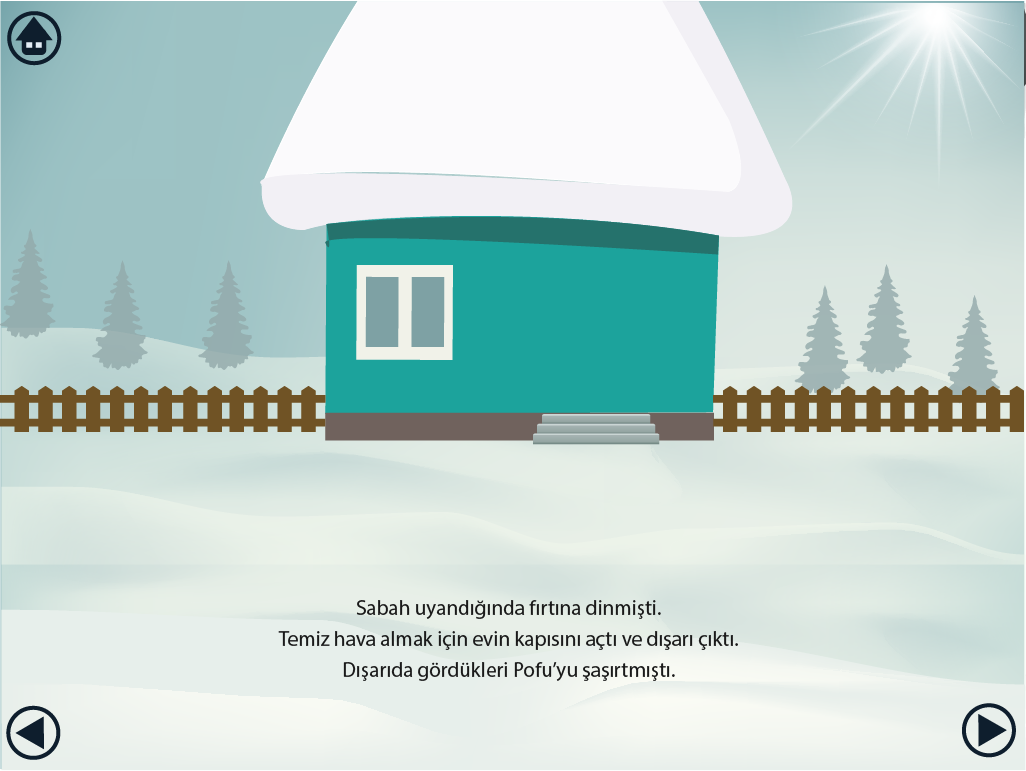 Sabah uyandığında fırtına dinmişti.
Temiz hava almak için evin kapısını açtı ve dışarı çıktı.
Dışarıda gördükleri Pofu’yu şaşırtmıştı.